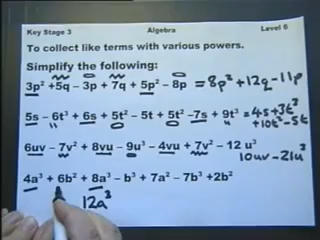 Key Stage 3 Algebra Level 6
To collect like terms with various powers.
Simplify the following:
3p² +5q – 3p + 7q + 5p² – 8p = 8p² + 12q - 11p
5s – 6t³ + 6s + 5t² – 5t + 5t² –7s + 9t³ = 4s + 3t³
+10t² - 5t
6uv – 7v² + 8uv – 9u³ – 4uv + 7v² – 12 u³
10uv - 21u³
4a³ + 6b² + 8a³ – b³ + 7a² – 7b³ +2b²
12a³